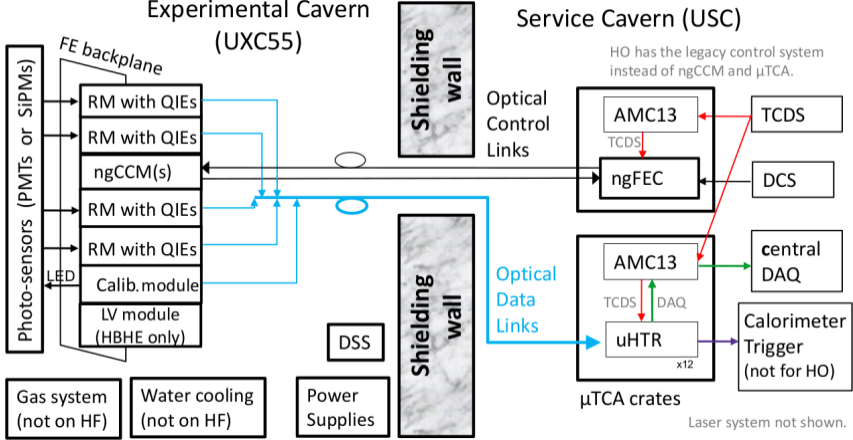 Experimental Cavern
(UXC55)
Service Cavern (USC)
HO has the legacy control system
instead of ngCCM and µTCA.
FE backplane
Photo-sensors (PMTs or SiPMs)
RM with QIEs
RM with QIEs
ngCCM(s)
RM with QIEs
RM with QIEs
LED
Calib.module
LV module
(HBHE only)
Shielding
wall
Optical
Control
Links
AMC13
TCDS
ngFEC
TCDS
DCS
Shielding
wall
Optical
Data
Links
AMC13
TCDS
DAQ
uHTR
x12
µTCA crates
central
DAQ
Calorimeter
Trigger
(not for HO)
DSS
Gas system
(not on HF)
Water cooling
(not on HF)
Power
Supplies
Laser system not shown.